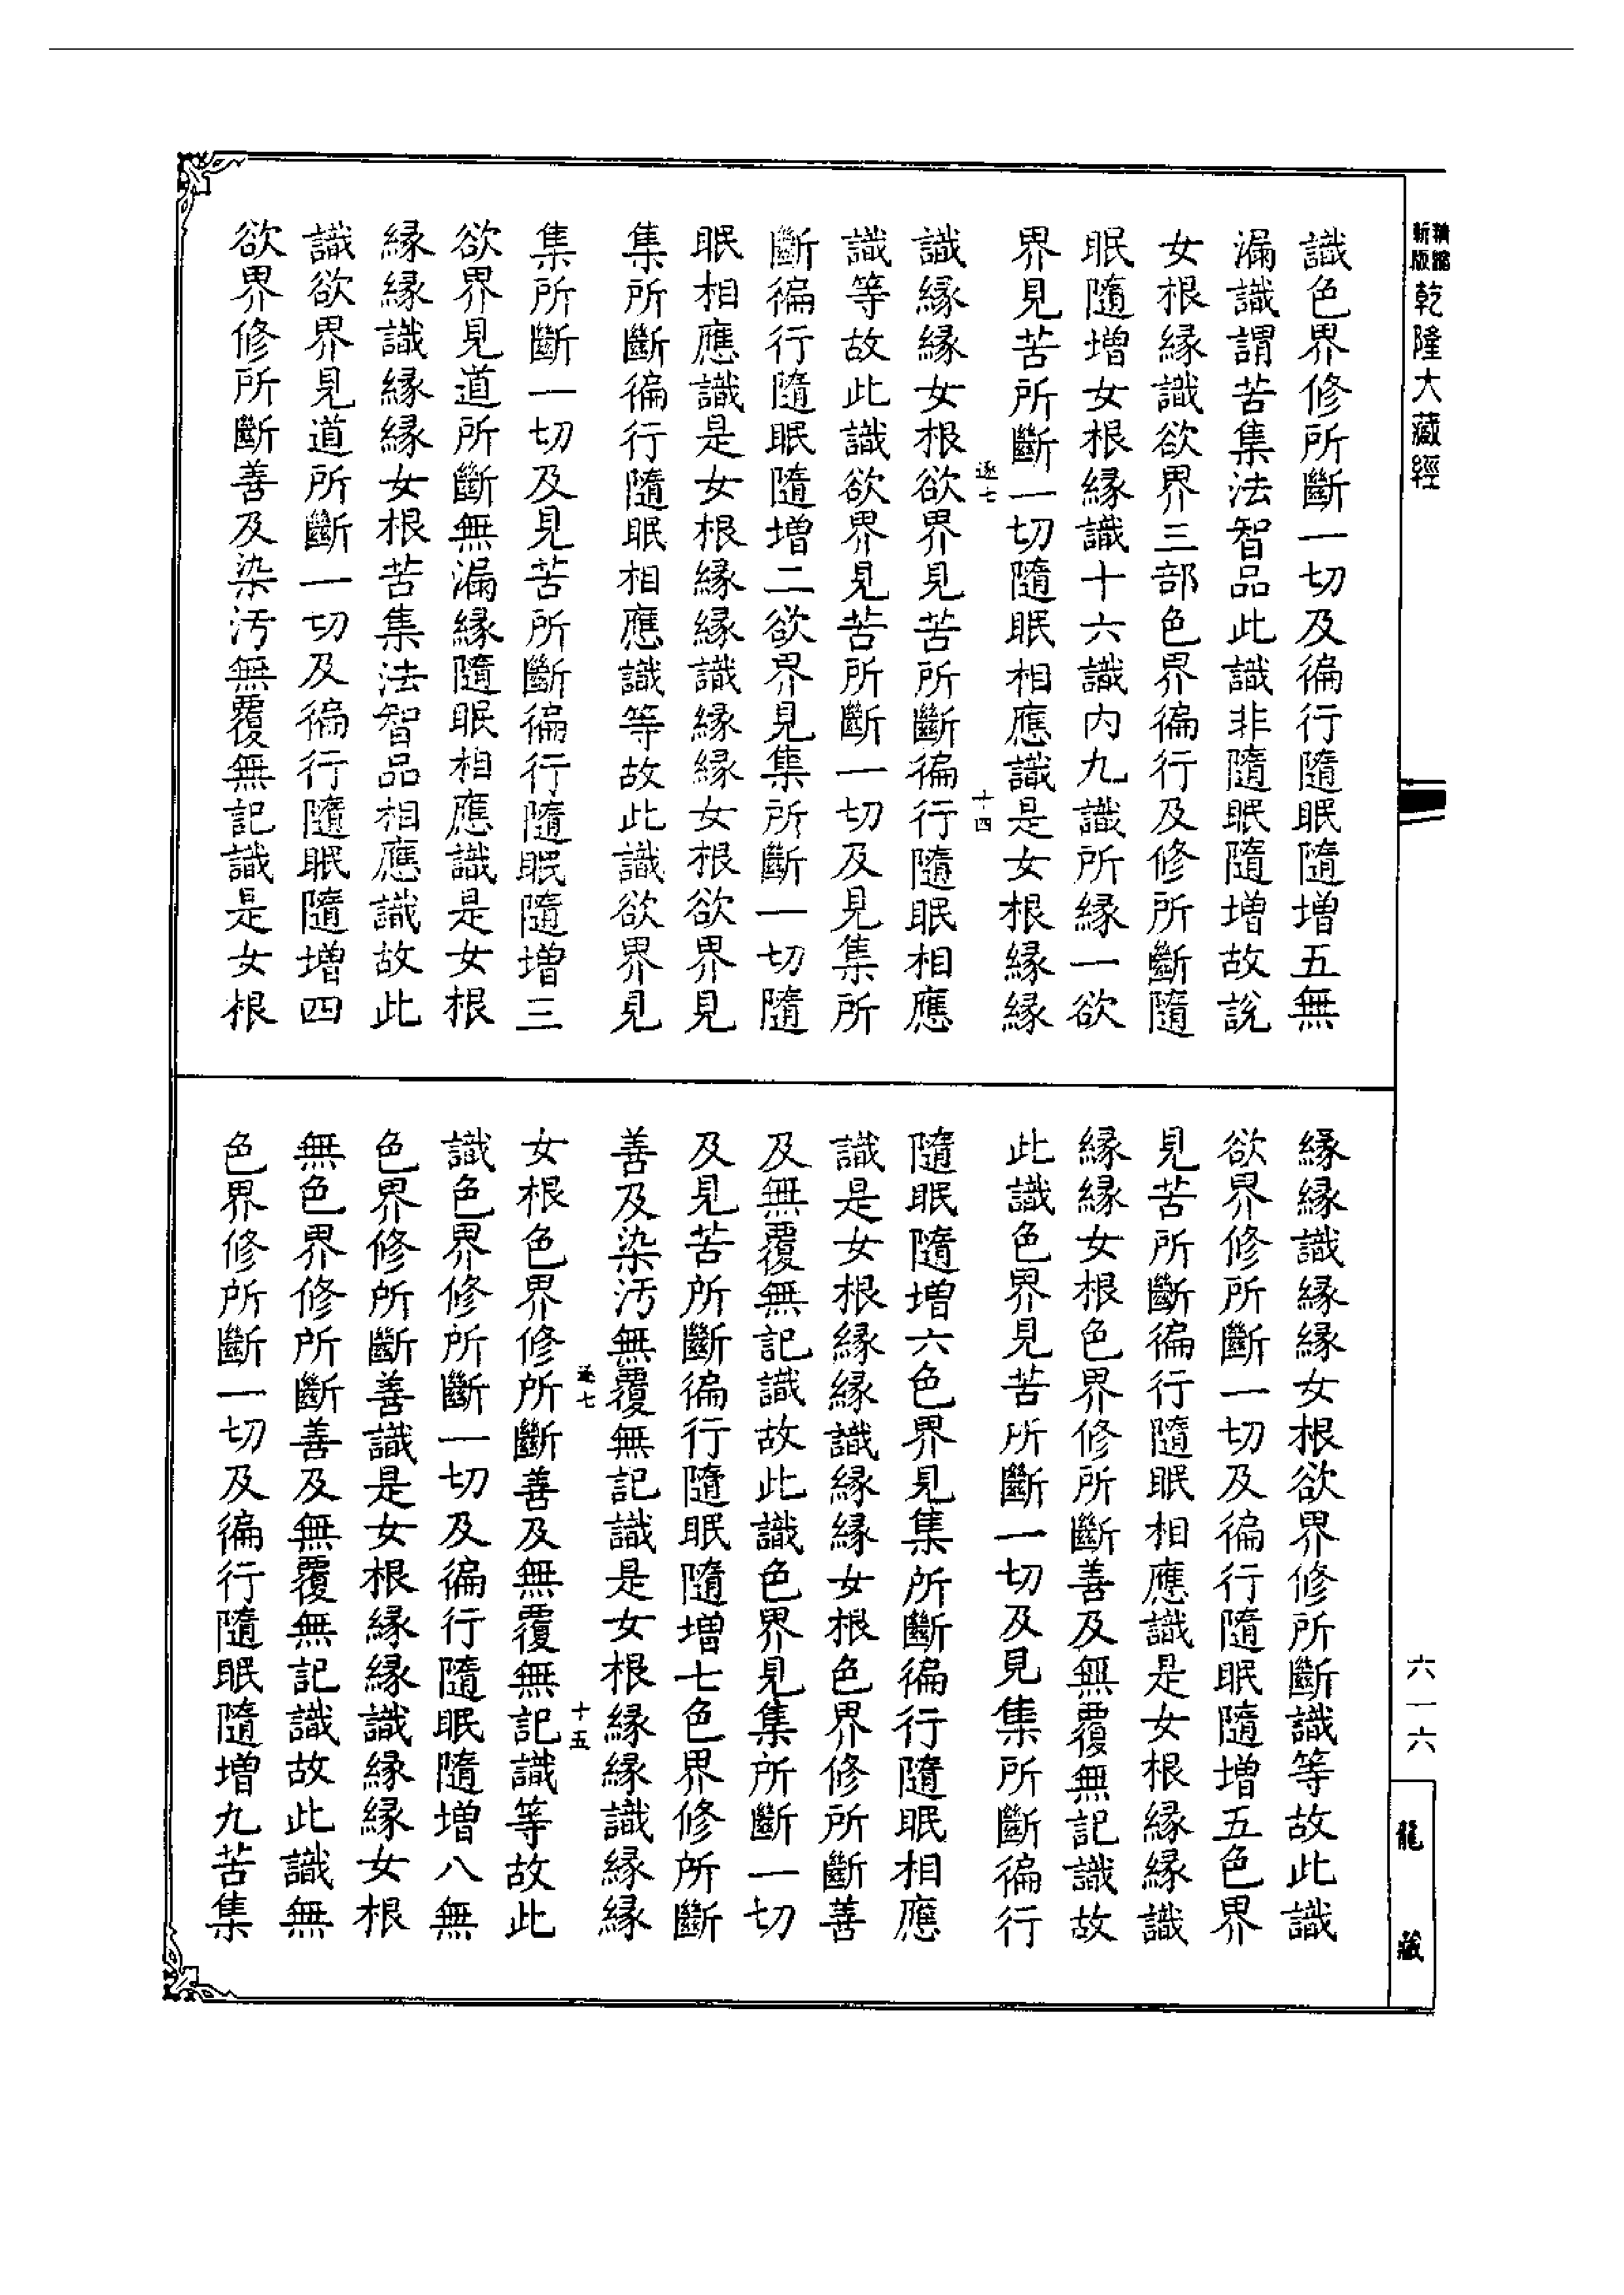 精縮
新版
乾隆大藏經
識色界修所斷一切及徧行隨眠隨增五無
漏識謂苦集法智品此識非隨眠隨增故說
女根緣識欲界三部色界徧行及修所斷隨
眠隨增女根緣識十六識內九識所緣一欲
界見苦所斷一切隨眠相應識是女根緣緣
逐七
十四
識緣緣女根欲界見苦所斷徧行隨眠相應
識等故此識欲界見苦所斷一切及見集所
斷徧行隨眠隨增二欲界見集所斷一切隨
眠相應識是女根緣緣識緣緣女根欲界見
集所斷徧行隨眠相應識等故此識欲界見
集所斷一切及見苦所斷徧行隨眠隨增三
欲界見道所斷無漏緣隨眠相應識是女根
緣緣識緣緣女根苦集法智品相應識故此
識欲界見道所斷一切及徧行隨眠隨增四
欲界修所斷善及染汚無覆無記識是女根
緣緣識緣緣女根欲界修所斷識等故此識
欲界修所斷一切及徧行隨眠隨增五色界
見苦所斷徧行隨眠相應識是女根緣緣識
緣緣女根色界修所斷善及無覆無記識故
此識色界見苦所斷一切及見集所斷徧行
隨眠隨增六色界見集所斷徧行隨眠相應
識是女根緣緣識緣緣女根色界修所斷善
及無覆無記識故此識色界見集所斷一切
及見苦所斷徧行隨眠隨增七色界修所斷
善及染汚無覆無記識是女根緣緣識緣緣
逐七
十五
女根色界修所斷善及無覆無記識等故此
識色界修所斷一切及徧行隨眠隨增八無
色界修所斷善識是女根緣緣識緣緣女根
無色界修所斷善及無覆無記識故此識無
色界修所斷一切及徧行隨眠隨增九苦集
六一六
龍藏